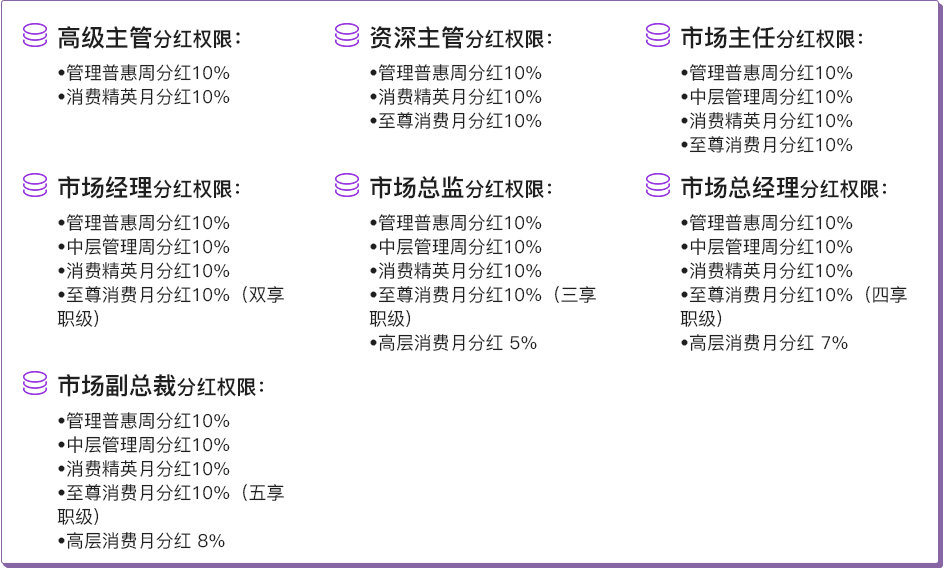 高级主管分红权限：
•管理普惠周分红10%
•消费精英月分红10%
资深主管分红权限：
•管理普惠周分红10%
•消费精英月分红10%
•至尊消费月分红10%
市场主任分红权限：
•管理普惠周分红10%
•中层管理周分红10%
•消费精英月分红10%
•至尊消费月分红10%
市场经理分红权限：
•管理普惠周分红10%
•中层管理周分红10%
•消费精英月分红10%
•至尊消费月分红10%（双享
职级）
市场总监分红权限：
•管理普惠周分红10%
•中层管理周分红10%
•消费精英月分红10%
•至尊消费月分红10%（三享
职级）
•高层消费月分红 5%
市场总经理分红权限：
•管理普惠周分红10%
•中层管理周分红10%
•消费精英月分红10%
•至尊消费月分红10%（四享
职级）
•高层消费月分红 7%
市场副总裁分红权限：
•管理普惠周分红10%
•中层管理周分红10%
•消费精英月分红10%
•至尊消费月分红10%（五享
职级）
•高层消费月分红 8%